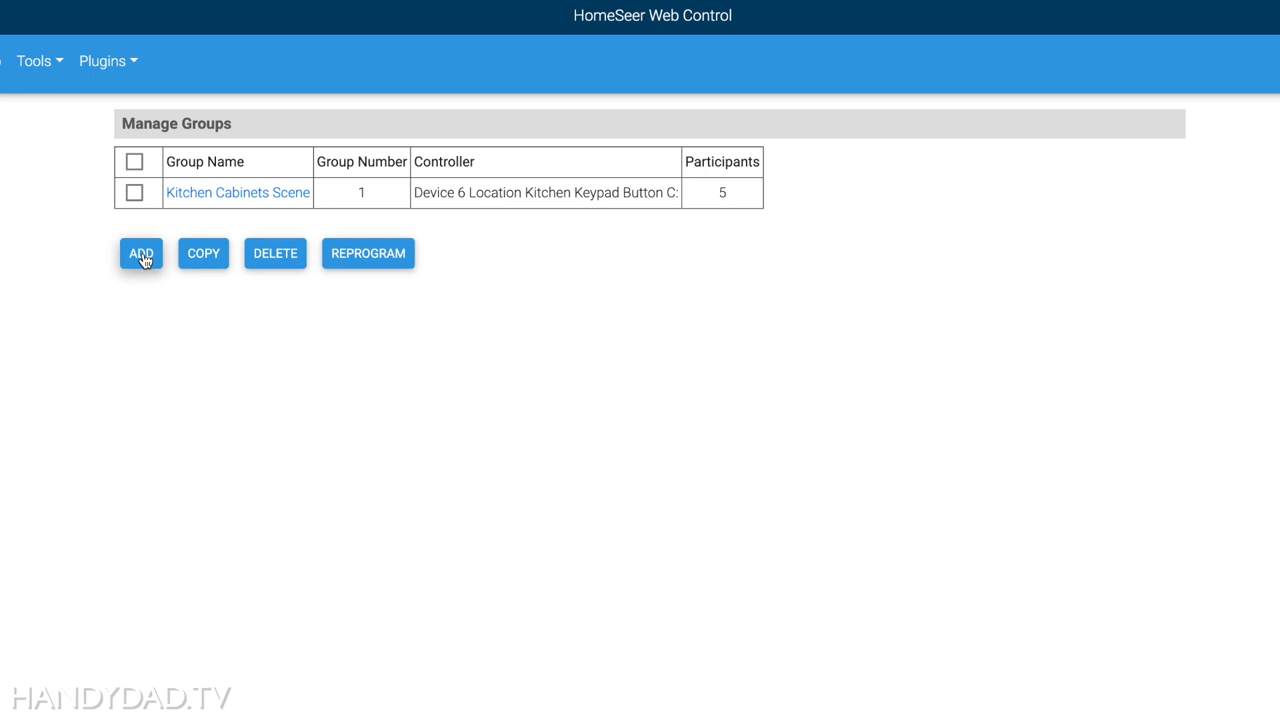 HomeSeer Web Control
Tools Plugins
Manage Groups
Group Name Group Number Controller Participants
Kitchen Cabinets Scene 1 Device 6 Location Kitchen Keypad Button C: 5
ADD COPY DELETE REPROGRAM
HANDYDAD.TV